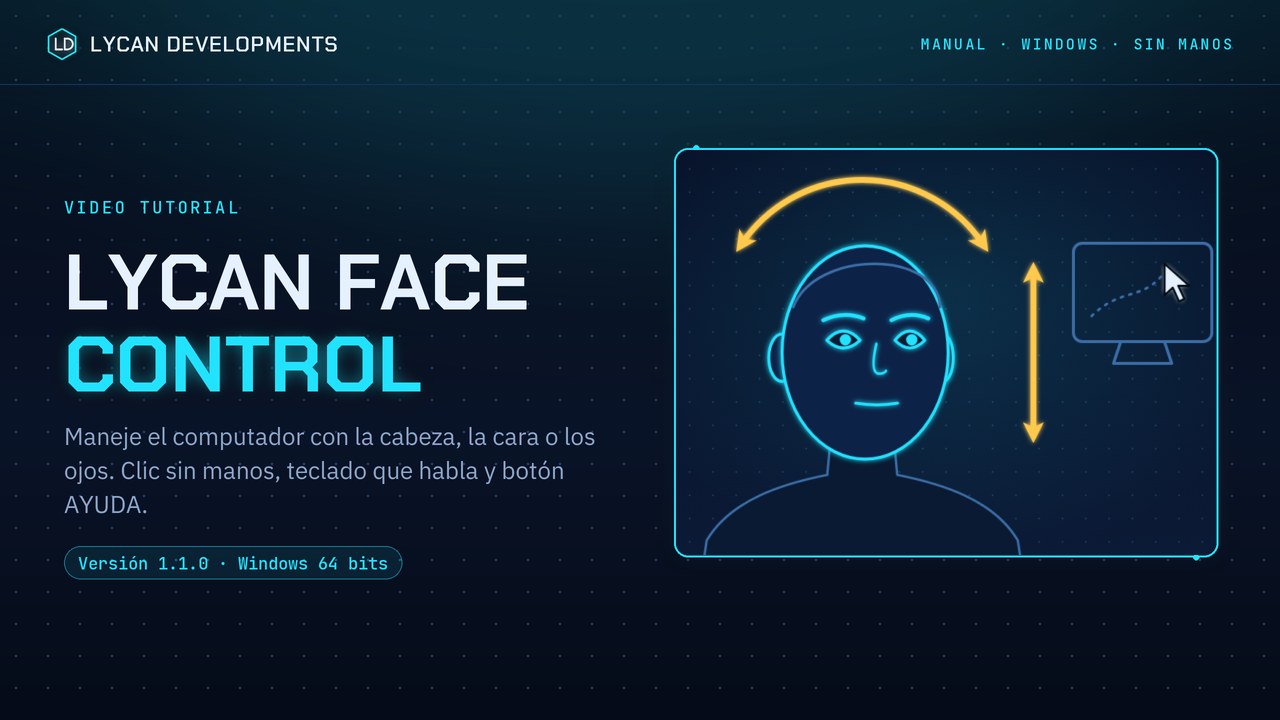 LD LYCAN DEVELOPMENTS
MANUAL · WINDOWS · SIN MANOS
VIDEO TUTORIAL
LYCAN FACE
CONTROL
Maneje el computador con la cabeza, la cara o los
ojos. Clic sin manos, teclado que habla y botón
AYUDA.
Versión 1.1.0 · Windows 64 bits